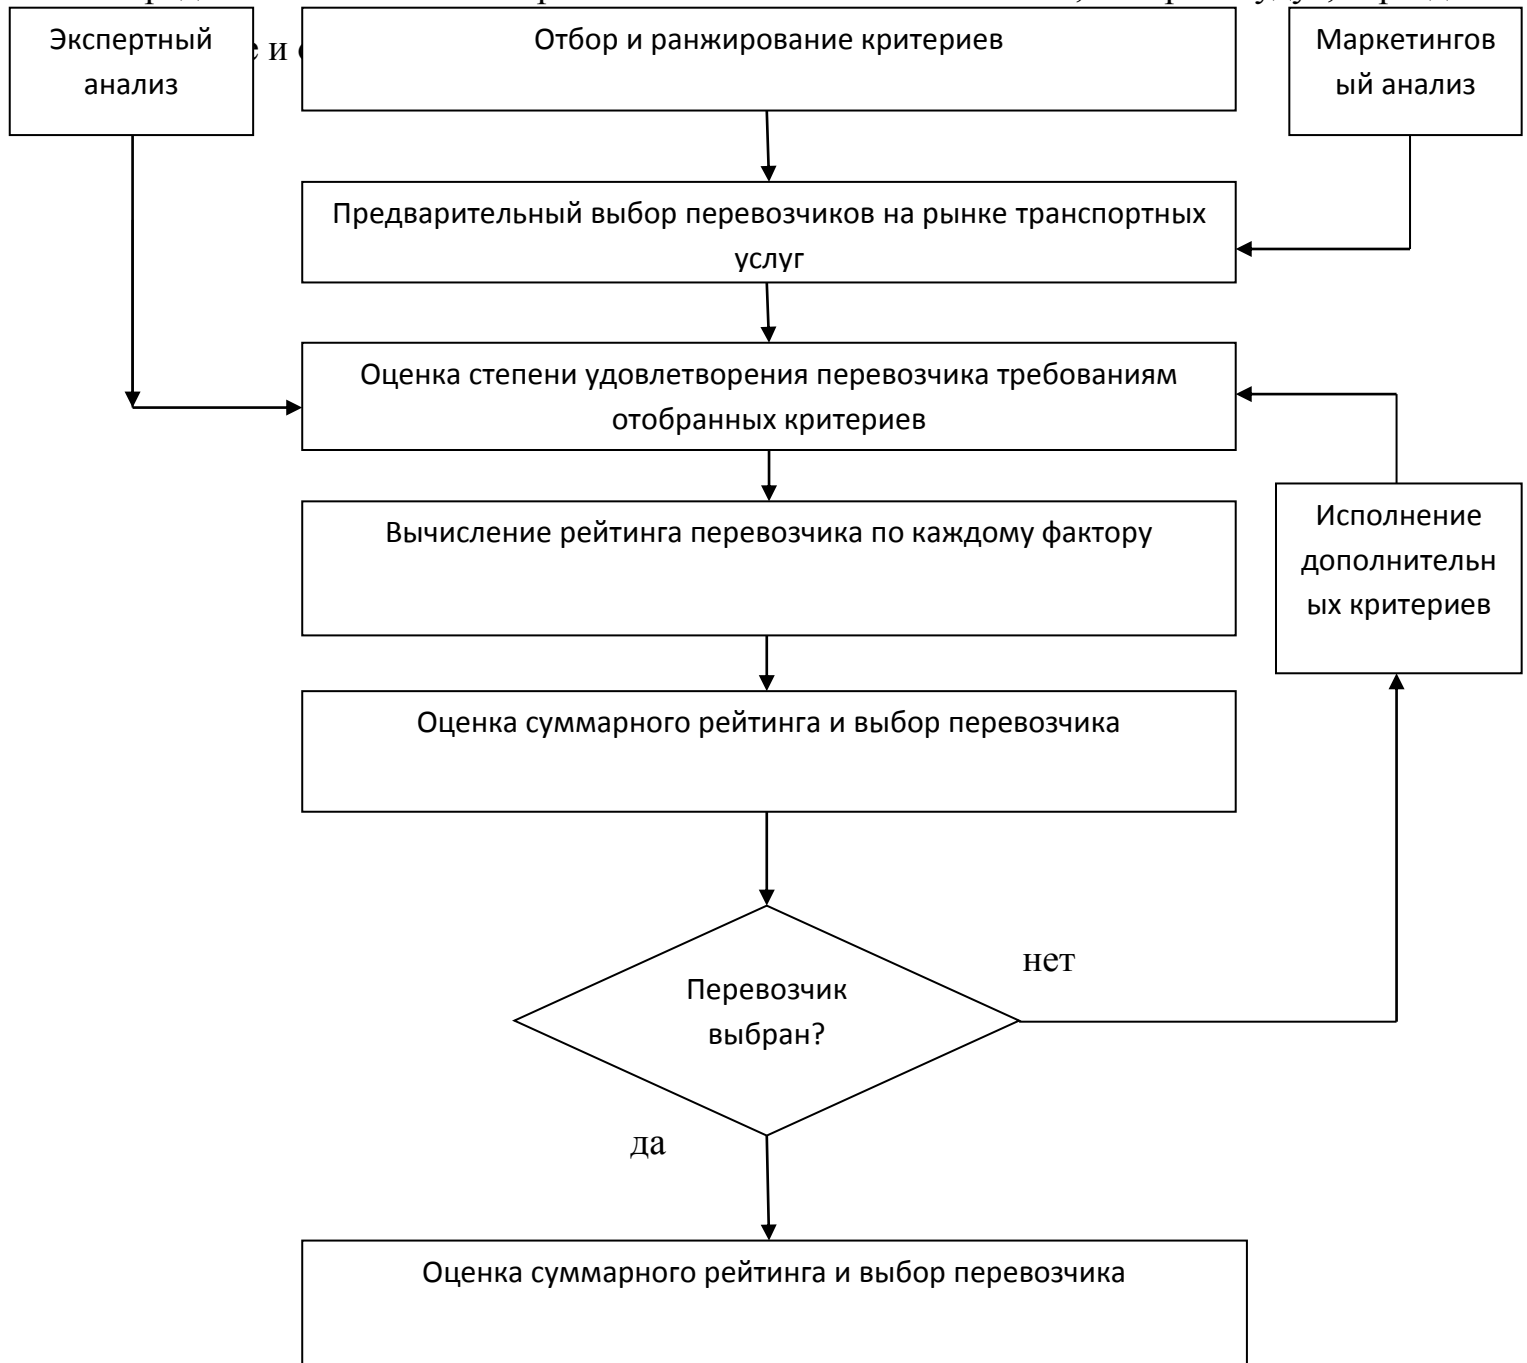 Экспертный
анализ
е и
Отбор и ранжирование критериев
Маркетингов
ый анализ
Предварительный выбор перевозчиков на рынке транспортных
услуг
Оценка степени удовлетворения перевозчика требованиям
отобранных критериев
Вычисление рейтинга перевозчика по каждому фактору
Исполнение
дополнительн
ых критериев
Оценка суммарного рейтинга и выбор перевозчика
Перевозчик
выбран?
нет
да
Оценка суммарного рейтинга и выбор перевозчика